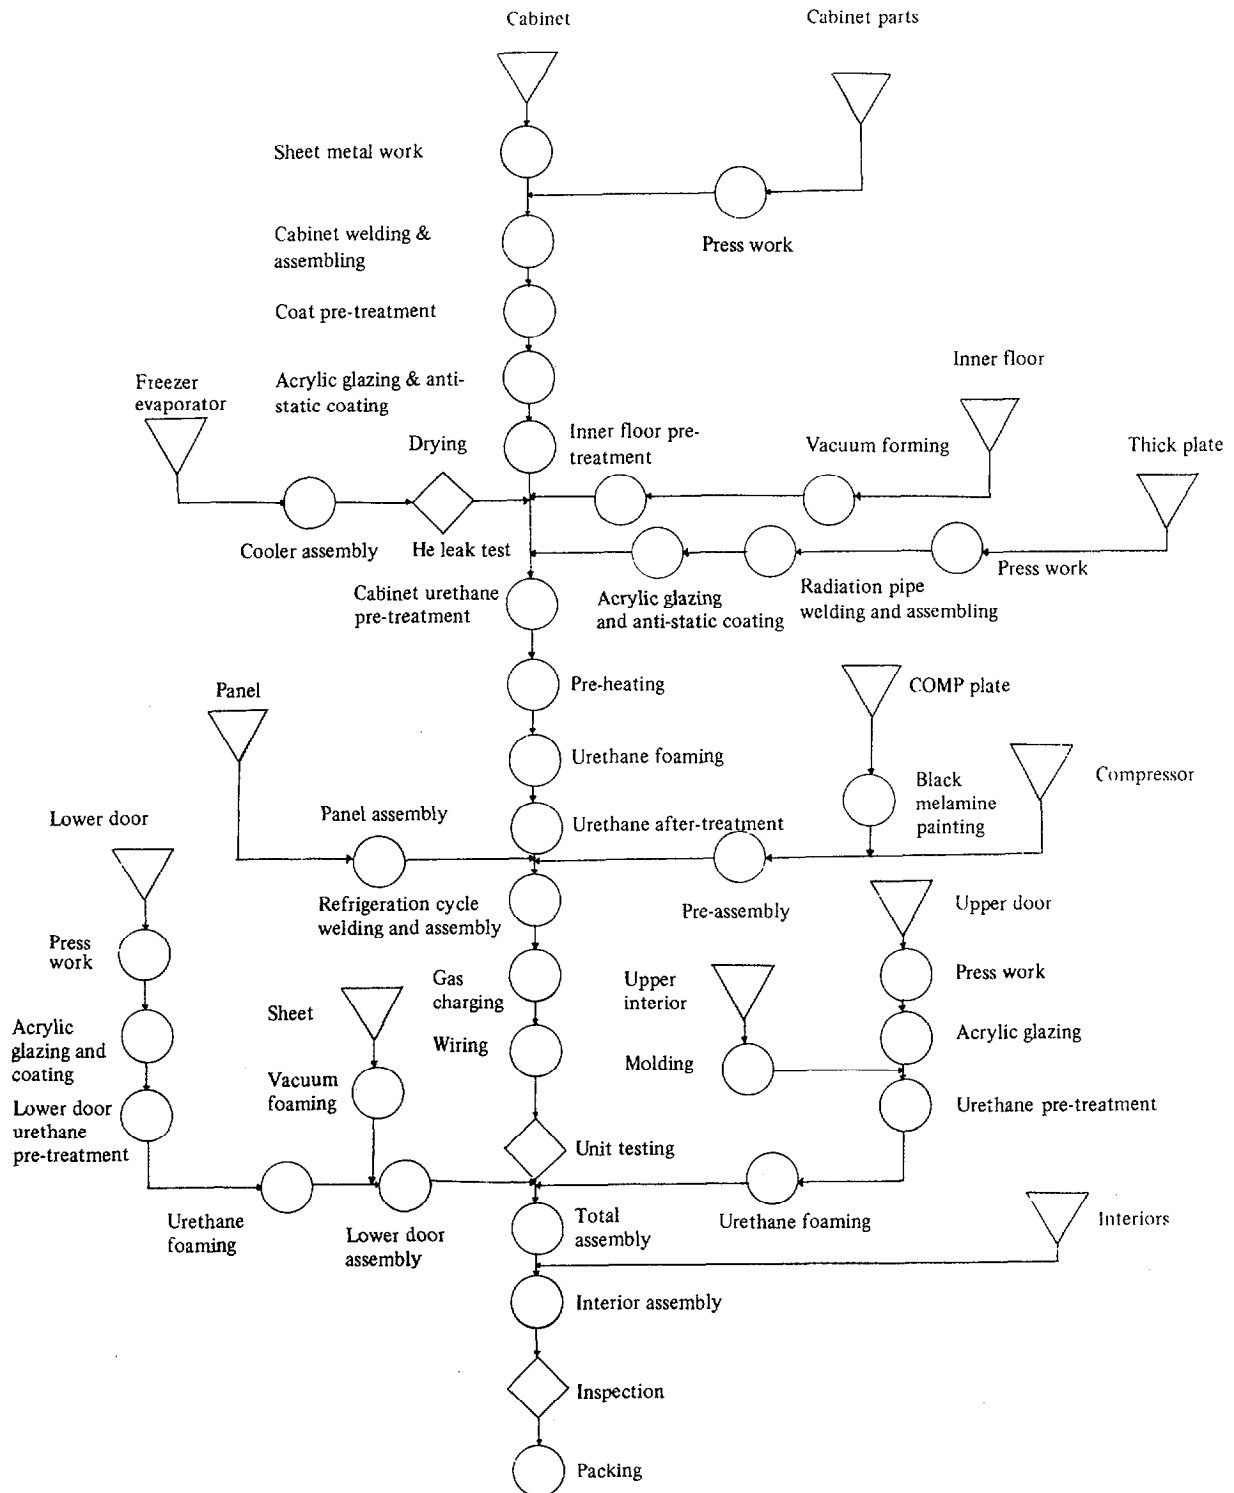 Cabinet
Cabinet parts
Sheet metal work
Cabinet welding &
assembling
Press work
Coat pre-treatment
Inner floor
Freezer
evaporator
Acrylic glazing & anti-
static coating
Drying
Inner floor pre-
treatment
Vacuum forming
Thick plate
Cooler assembly
He leak test
Press work
Cabinet urethane
pre-treatment
Acrylic glazing
and anti-static coating
Radiation pipe
welding and assembling
Panel
Pre-heating
COMP plate
Urethane foaming
Black
melamine
painting
Compressor
Lower door
Panel assembly
Urethane after-treatment
Refrigeration cycle
welding and assembly
Pre-assembly
Upper door
Press
work
Gas
charging
Upper
interior
Press work
Sheet
Acrylic
glazing and
coating
Wiring
Molding
Acrylic glazing
Vacuum
foaming
Lower door
urethane
pre-treatment
Urethane pre-treatment
Unit testing
Urethane
foaming
Lower door
assembly
Total
assembly
Urethane foaming
Interiors
Interior assembly
Inspection
Packing